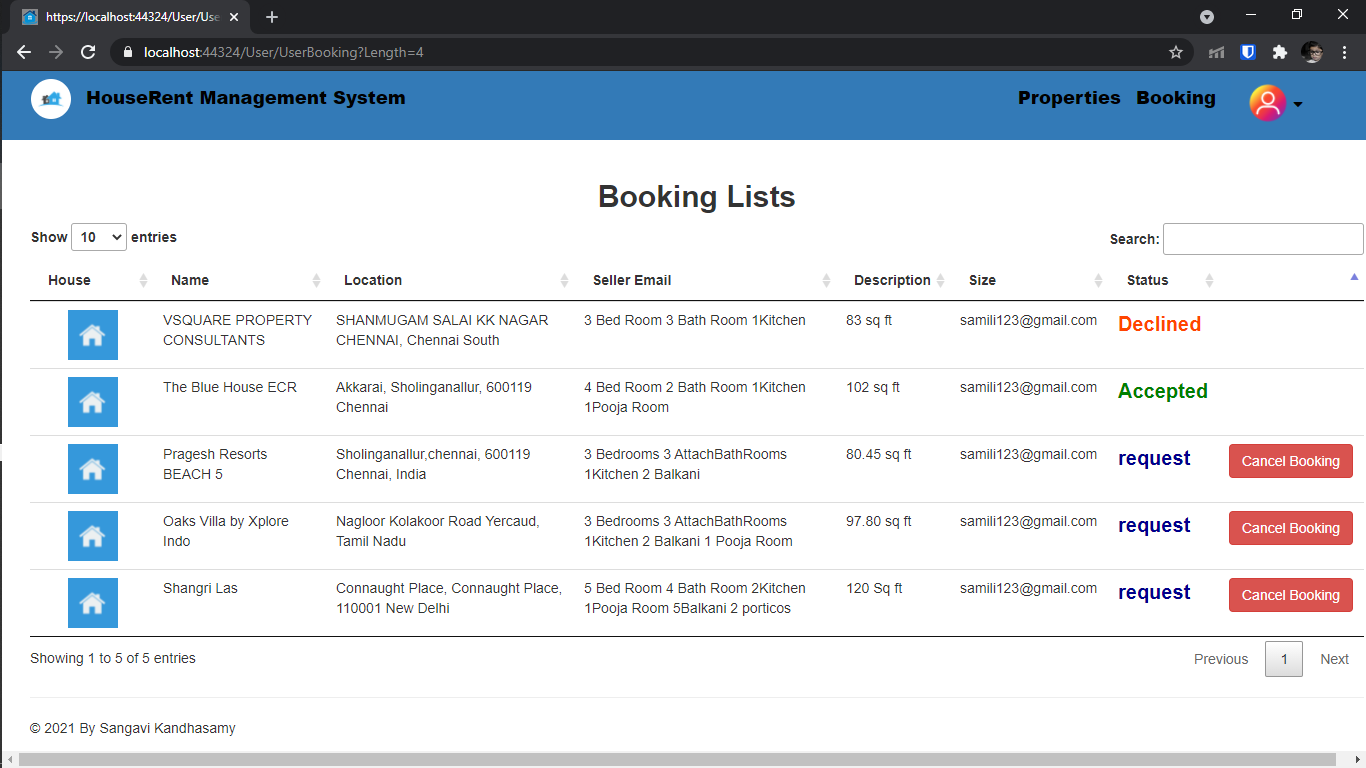 https://localhost:44324/User/Use
localhost:44324/User/UserBooking?Length=4
HouseRent Management System
Properties Booking
Booking Lists
Show 10 entries
Search:
House Name Location Seller Email Description Size Status
VSQUARE PROPERTY SHANMUGAM SALAI KK NAGAR 3 Bed Room 3 Bath Room 1Kitchen 83 sq ft samili123@gmail.com Declined
CONSULTANTS CHENNAI, Chennai South
The Blue House ECR Akkarai, Sholinganallur, 600119 4 Bed Room 2 Bath Room 1Kitchen 102 sq ft samili123@gmail.com Accepted
Chennai 1Pooja Room
Pragesh Resorts Sholinganallur,chennai, 600119 3 Bedrooms 3 AttachBathRooms 80.45 sq ft samili123@gmail.com request Cancel Booking
BEACH 5 Chennai, India 1Kitchen 2 Balkani
Oaks Villa by Xplore Nagloor Kolakoor Road Yercaud, 3 Bedrooms 3 AttachBathRooms 97.80 sq ft samili123@gmail.com request Cancel Booking
Indo Tamil Nadu 1Kitchen 2 Balkani 1 Pooja Room
Shangri Las Connaught Place, Connaught Place, 5 Bed Room 4 Bath Room 2Kitchen 120 Sq ft samili123@gmail.com request Cancel Booking
110001 New Delhi 1Pooja Room 5Balkani 2 porticos
Showing 1 to 5 of 5 entries
Previous 1 Next
© 2021 By Sangavi Kandhasamy